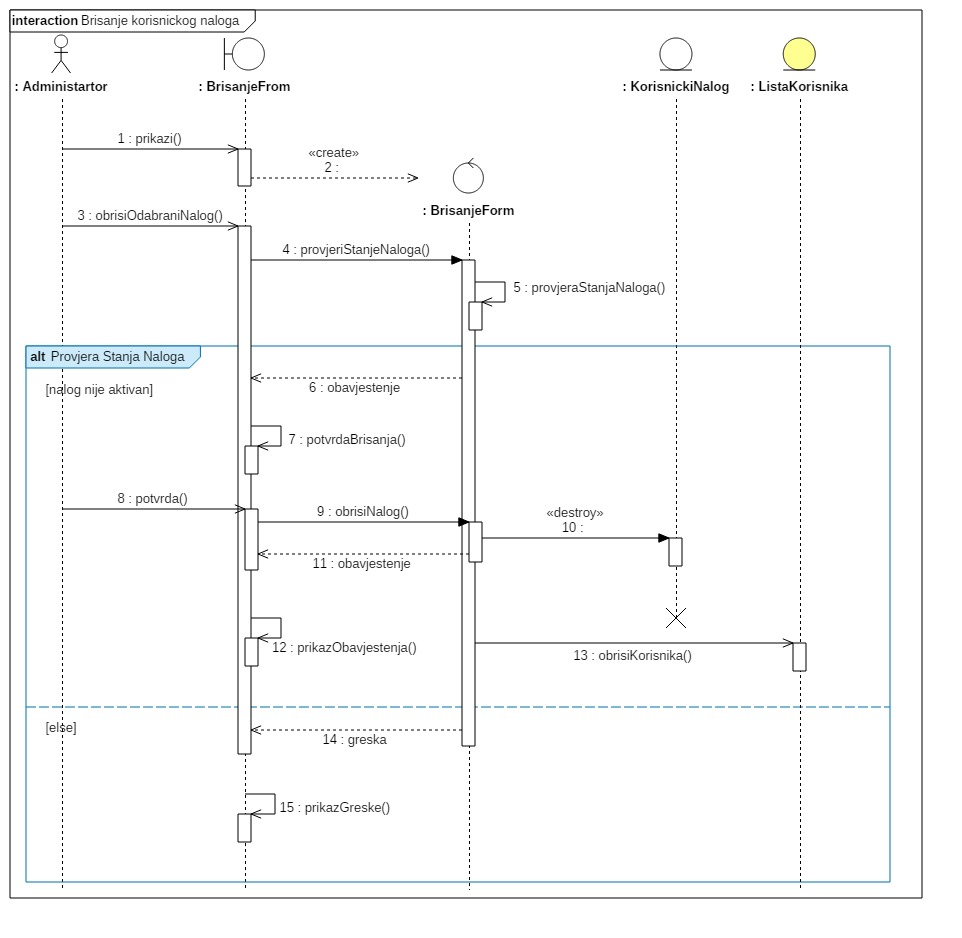 interaction Brisanje korisnickog naloga
: Administartor
: BrisanjeFrom
: KorisnickiNalog
: ListaKorisnika
1 : prikazi()
«create»
2 :
: BrisanjeForm
3 : obrisiOdabraniNalog()
4 : provjeriStanjeNaloga()
5 : provjeraStanjaNaloga()
alt Provjera Stanja Naloga
[nalog nije aktivan]
6 : obavjestenje
7 : potvrdaBrisanja()
8 : potvrda()
9 : obrisiNalog()
«destroy»
10 :
11 : obavjestenje
12 : prikazObavjestenja()
13 : obrisiKorisnika()
[else]
14 : greska
15 : prikazGreske()